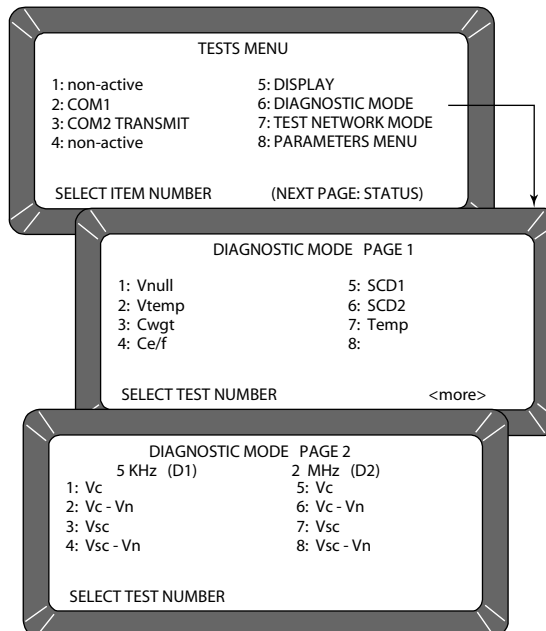 TESTS MENU
1: non-active 5: DISPLAY
2: COM1 6: DIAGNOSTIC MODE
3: COM2 TRANSMIT 7: TEST NETWORK MODE
4: non-active 8: PARAMETERS MENU
SELECT ITEM NUMBER (NEXT PAGE: STATUS)
DIAGNOSTIC MODE PAGE 1
1: Vnull 5: SCD1
2: Vtemp 6: SCD2
3: Cwgt 7: Temp
4: Ce/f 8:
SELECT TEST NUMBER <more>
DIAGNOSTIC MODE PAGE 2
5 KHz (D1) 2 MHz (D2)
1: Vc 5: Vc
2: Vc - Vn 6: Vc - Vn
3: Vsc 7: Vsc
4: Vsc - Vn 8: Vsc - Vn
SELECT TEST NUMBER